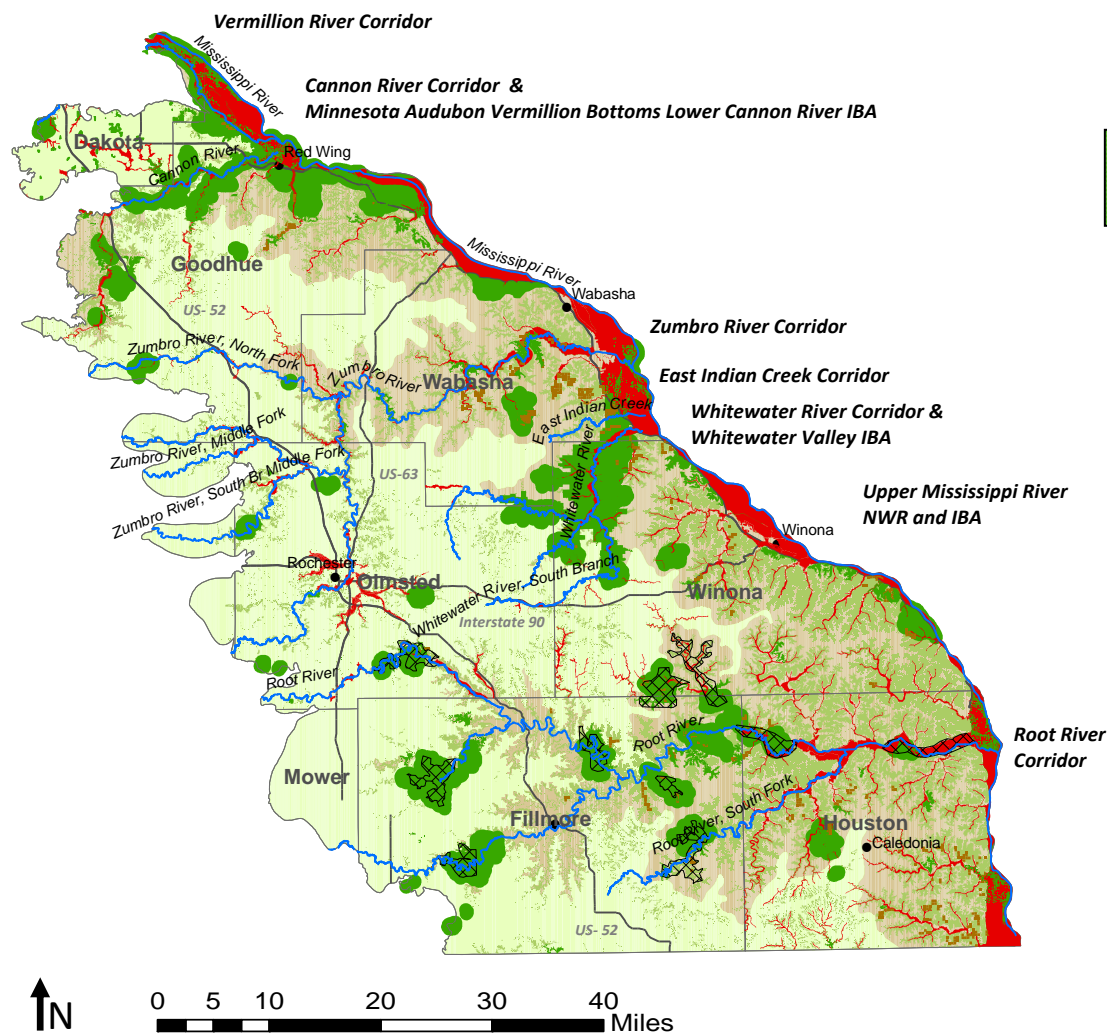 Vermillion River Corridor
Mississippi River
Cannon River Corridor &
Minnesota Audubon Vermillion Bottoms Lower Cannon River IBA
Dakota
Red Wing
Cannon River
Mississippi River
Goodhue
US- 52
Wabasha
Zumbro River Corridor
Zumbro River, North Fork
Zumbro River
Wabasha
East Indian Creek Corridor
East Indian Creek
Whitewater River Corridor &
Whitewater Valley IBA
Zumbro River, Middle Fork
US-63
Zumbro River, South Br Middle Fork
Whitewater River
Upper Mississippi River
NWR and IBA
Winona
Rochester
Olmsted
Whitewater River, South Branch
Winona
Interstate 90
Root River
Root River
Root River
Corridor
Mower
Fillmore
Root River, South Fork
Houston
Caledonia
US- 52
N
0 5 10 20 30 40
Miles